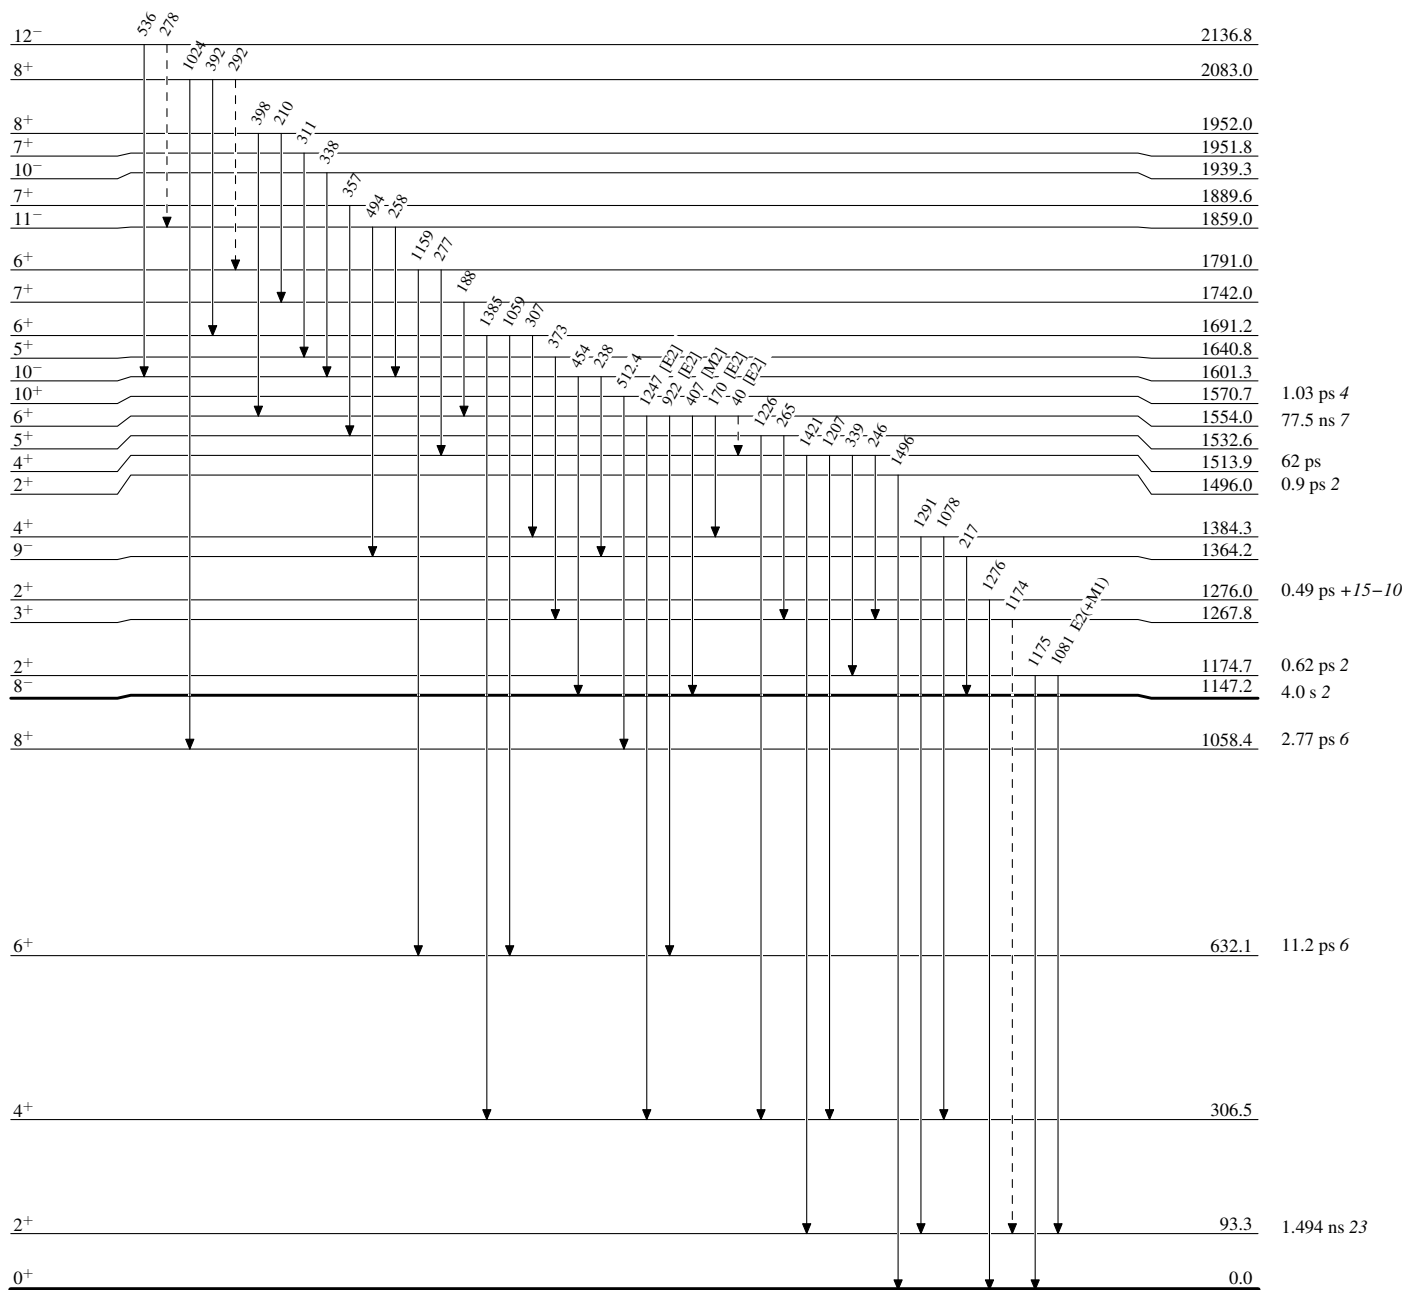 536 278
12⁻ 2136.8
1024 392 292
8⁺ 2083.0
398 210
8⁺ 1952.0
311
7⁺ 1951.8
338
10⁻ 1939.3
357
7⁺ 1889.6
494 258
11⁻ 1859.0
1159 277
6⁺ 1791.0
188
7⁺ 1742.0
1385 1059 307
6⁺ 1691.2
373
5⁺ 1640.8
454 238
10⁻ 1601.3
512.4
10⁺ 1570.7 1.03 ps 4
1247 [E2] 922 [E2] 407 [M2] 170 [E2] 40 [E2]
6⁺ 1554.0 77.5 ns 7
1226 265
5⁺ 1532.6
1421 1207 339 246
4⁺ 1513.9 62 ps
1496
2⁺ 1496.0 0.9 ps 2
1291 1078
4⁺ 1384.3
217
9⁻ 1364.2
1276
2⁺ 1276.0 0.49 ps +15−10
1174
3⁺ 1267.8
1175 1081 E2(+M1)
2⁺ 1174.7 0.62 ps 2
8⁻ 1147.2 4.0 s 2
8⁺ 1058.4 2.77 ps 6
6⁺ 632.1 11.2 ps 6
4⁺ 306.5
2⁺ 93.3 1.494 ns 23
0⁺ 0.0